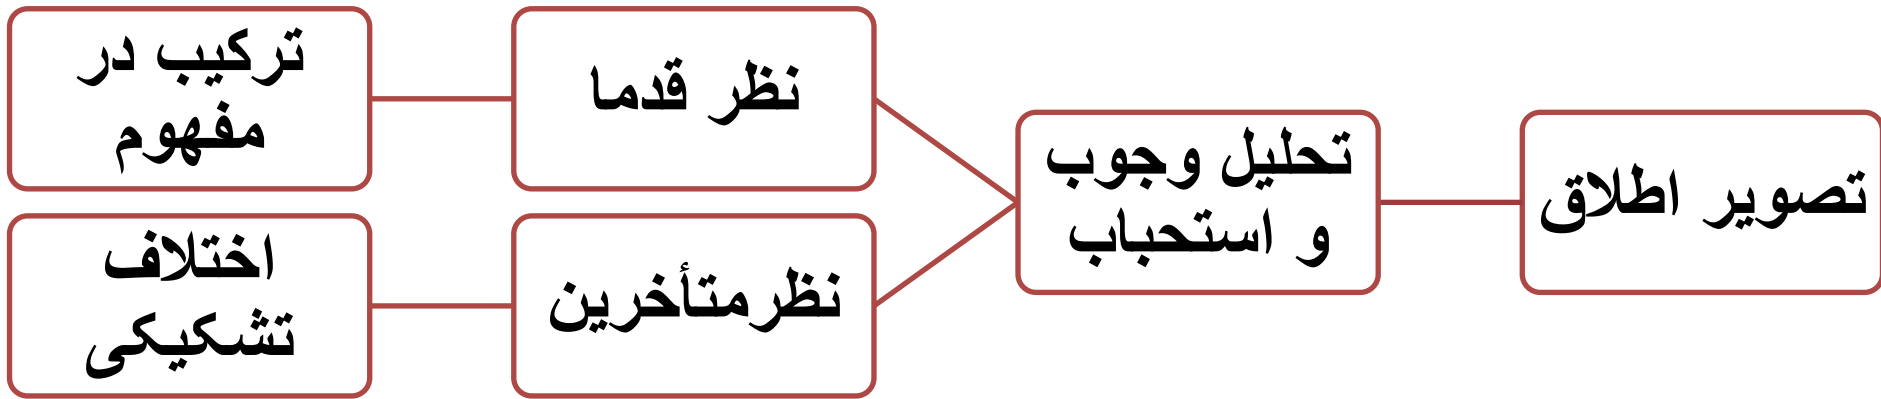 تصویر اطلاق
تحلیل وجوب
و استحباب
نظر قدما
ترکیب در
مفهوم
نظرمتأخرین
اختلاف
تشکیکی